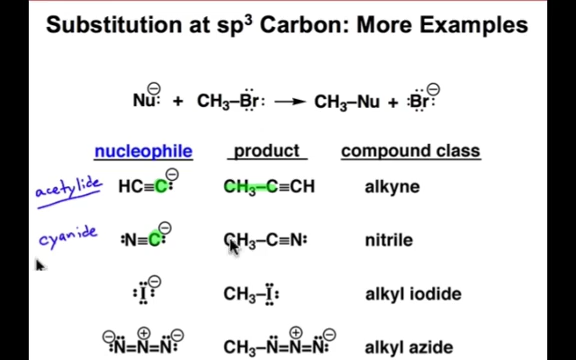 Substitution at sp³ Carbon: More Examples
Nu:⊖ + CH₃–Br: → CH₃–Nu + :Br:⊖
nucleophile product compound class
acetylide HC≡C:⊖ CH₃–C≡CH alkyne
cyanide :N≡C:⊖ CH₃–C≡N: nitrile
:I:⊖ CH₃–I: alkyl iodide
⊖N=N⊕=N⊖ CH₃–N=N⊕=N⊖ alkyl azide